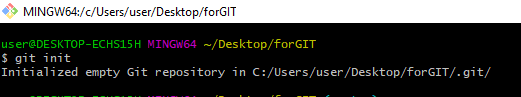 MINGW64:/c/Users/user/Desktop/forGIT
user@DESKTOP-ECHS15H MINGW64 ~/Desktop/forGIT
$ git init
Initialized empty Git repository in C:/Users/user/Desktop/forGIT/.git/